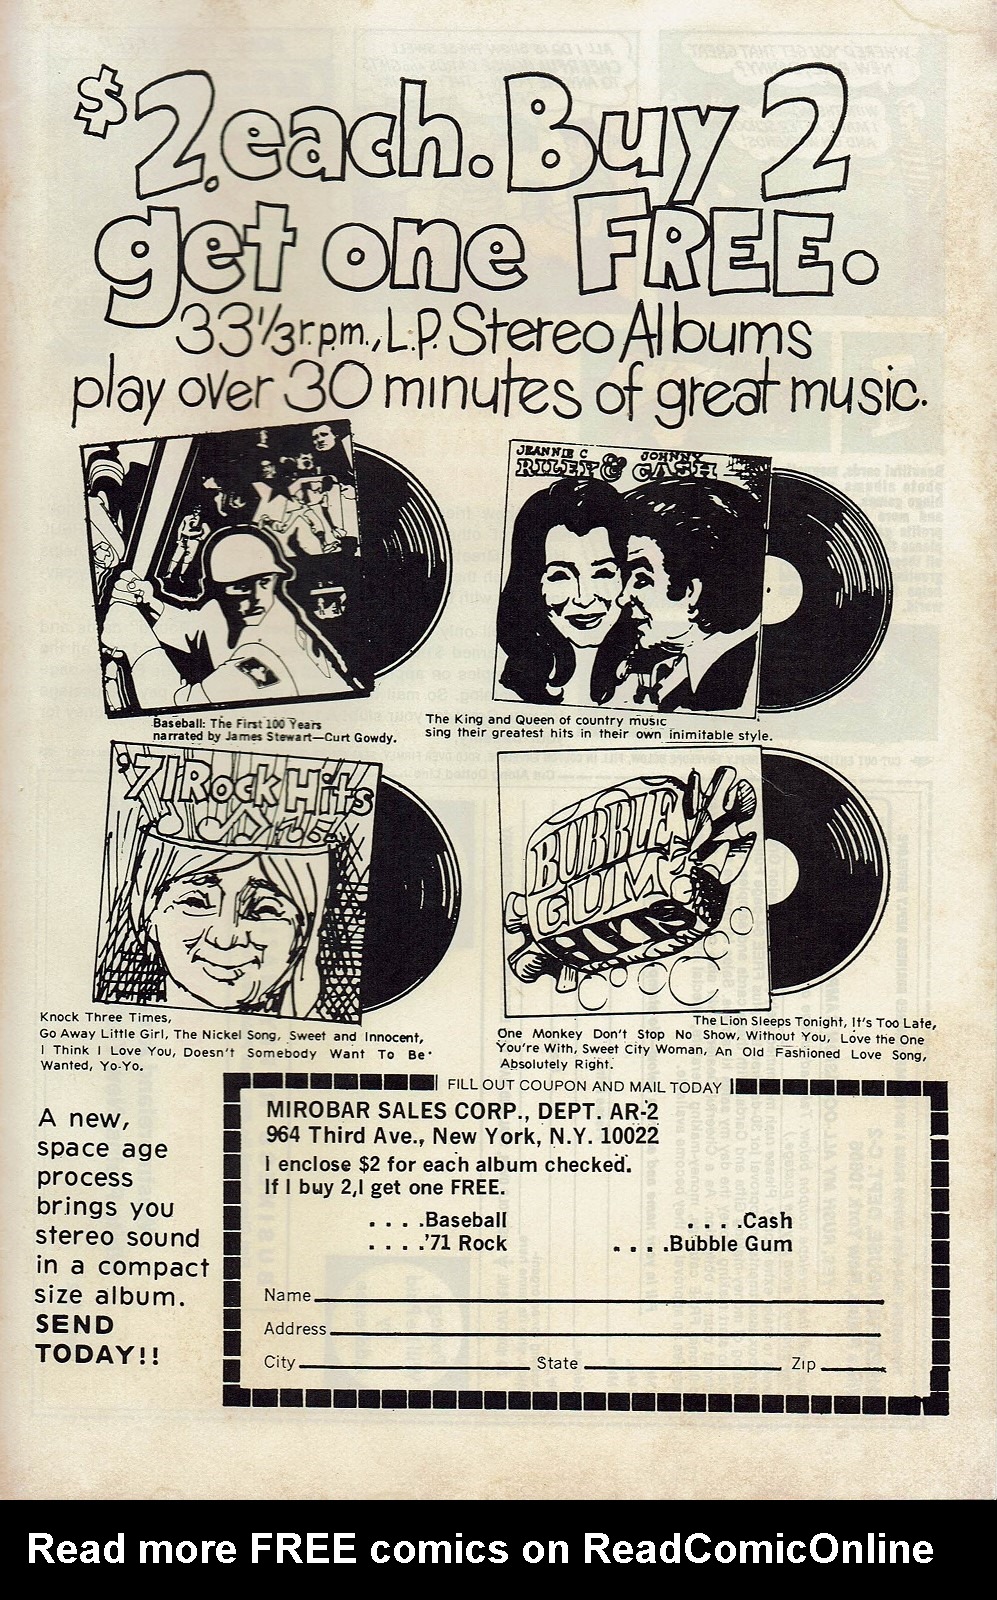 $2. each. Buy 2
get one FREE.
33 1/3 r.p.m., L.P. Stereo Albums
play over 30 minutes of great music.
JEANNIE C
RILEY & JOHNNY CASH
Baseball: The First 100 Years
narrated by James Stewart—Curt Gowdy.
The King and Queen of country music
sing their greatest hits in their own inimitable style.
'71 Rock Hits
BUBBLE
GUM
HITS
Knock Three Times,
Go Away Little Girl, The Nickel Song, Sweet and Innocent,
I Think I Love You, Doesn't Somebody Want To Be
Wanted, Yo-Yo.
The Lion Sleeps Tonight, It's Too Late,
One Monkey Don't Stop No Show, Without You, Love the One
You're With, Sweet City Woman, An Old Fashioned Love Song,
Absolutely Right.
A new,
space age
process
brings you
stereo sound
in a compact
size album.
SEND
TODAY!!
FILL OUT COUPON AND MAIL TODAY
MIROBAR SALES CORP., DEPT. AR-2
964 Third Ave., New York, N.Y. 10022
I enclose $2 for each album checked.
If I buy 2, I get one FREE.
. . . .Baseball . . . .Cash
. . . .'71 Rock . . . .Bubble Gum
Name
Address
City State Zip
Read more FREE comics on ReadComicOnline